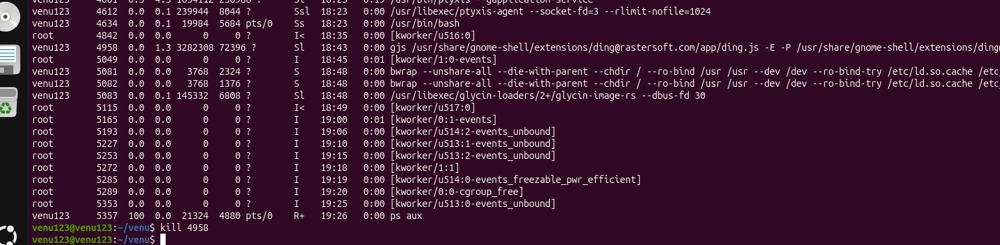 venu123 4612 0.0 0.1 239944 8044 ? Ssl 18:23 0:00 /usr/libexec/ptyxis-agent --socket-fd=3 --rlimit-nofile=1024
venu123 4634 0.0 0.1 19984 5684 pts/0 Ss 18:23 0:00 /usr/bin/bash
root 4842 0.0 0.0 0 0 ? I< 18:35 0:00 [kworker/u516:0]
venu123 4958 0.0 1.3 3282308 72396 ? Sl 18:43 0:00 gjs /usr/share/gnome-shell/extensions/ding@rastersoft.com/app/ding.js -E -P /usr/share/gnome-shell/extensions/ding
root 5049 0.0 0.0 0 0 ? I 18:45 0:01 [kworker/1:0-events]
venu123 5081 0.0 0.0 3768 2324 ? S 18:48 0:00 bwrap --unshare-all --die-with-parent --chdir / --ro-bind /usr /usr --dev /dev --ro-bind-try /etc/ld.so.cache /etc/
venu123 5082 0.0 0.0 3768 1376 ? S 18:48 0:00 bwrap --unshare-all --die-with-parent --chdir / --ro-bind /usr /usr --dev /dev --ro-bind-try /etc/ld.so.cache /etc/
venu123 5083 0.0 0.1 145332 6808 ? Sl 18:48 0:00 /usr/libexec/glycin-loaders/2+/glycin-image-rs --dbus-fd 30
root 5115 0.0 0.0 0 0 ? I< 18:49 0:00 [kworker/u517:0]
root 5165 0.0 0.0 0 0 ? I 19:00 0:01 [kworker/0:1-events]
root 5193 0.0 0.0 0 0 ? I 19:06 0:00 [kworker/u514:2-events_unbound]
root 5227 0.0 0.0 0 0 ? I 19:10 0:00 [kworker/u513:1-events_unbound]
root 5253 0.0 0.0 0 0 ? I 19:15 0:00 [kworker/u513:2-events_unbound]
root 5272 0.0 0.0 0 0 ? I 19:18 0:00 [kworker/1:1]
root 5285 0.0 0.0 0 0 ? I 19:19 0:00 [kworker/u514:0-events_freezable_pwr_efficient]
root 5289 0.0 0.0 0 0 ? I 19:20 0:00 [kworker/0:0-cgroup_free]
root 5353 0.0 0.0 0 0 ? I 19:25 0:00 [kworker/u513:0-events_unbound]
venu123 5357 100 0.0 21324 4880 pts/0 R+ 19:26 0:00 ps aux
venu123@venu123:~/venu$ kill 4958
venu123@venu123:~/venu$